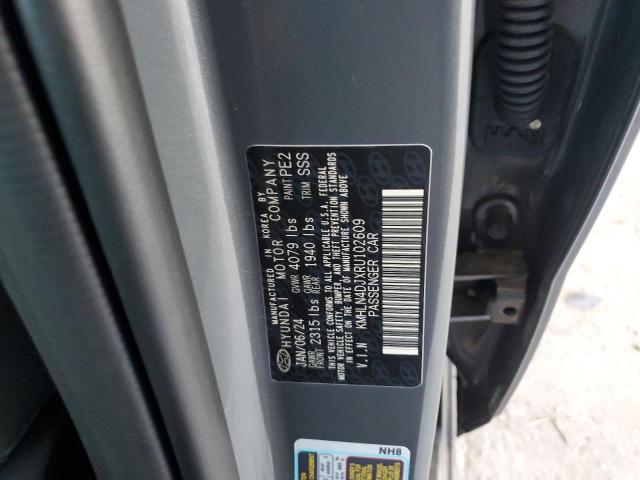 MANUFACTURED IN KOREA BY
HYUNDAI MOTOR COMPANY
JAN/06/24 GVWR 4079 lbs PAINT PE2
GAWR FRONT 2315 lbs GAWR REAR 1940 lbs TRIM SSS
THIS VEHICLE CONFORMS TO ALL APPLICABLE U.S.A. FEDERAL
MOTOR VEHICLE SAFETY AND THEFT PREVENTION STANDARDS
IN EFFECT ON THE DATE OF MANUFACTURE SHOWN ABOVE
V.I.N KMHLN4DJXRU102609
PASSENGER CAR
NH8